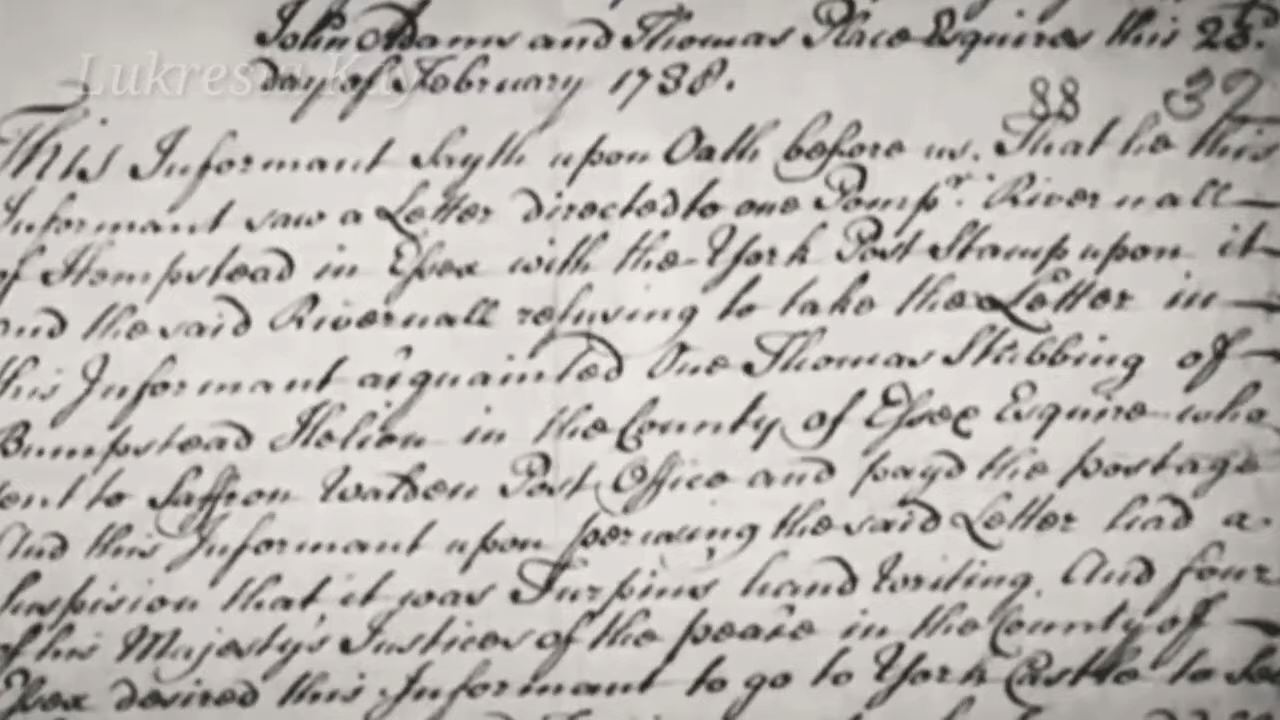 John Adams and Thomas Place Esquires this 23rd.
day of February 1738.
Lukresia Kay
88 39
This Informant Sayth upon Oath before us. That he this
Informant saw a Letter directed to one Pompr. Rivernall
of Hempstead in Essex with the York Post Stamp upon it
and the said Rivernall refusing to take the Letter in
this Informant acquainted One Thomas Stubbing of
Bumpstead Helion in the County of Essex Esquire who
sent to Saffron Walden Post Office and payd the postage
And this Informant upon perusing the said Letter had a
suspision that it was Turpins hand Writing. And four
of his Majesty's Justices of the peace in the County of
Essex desired this Informant to go to York Castle to